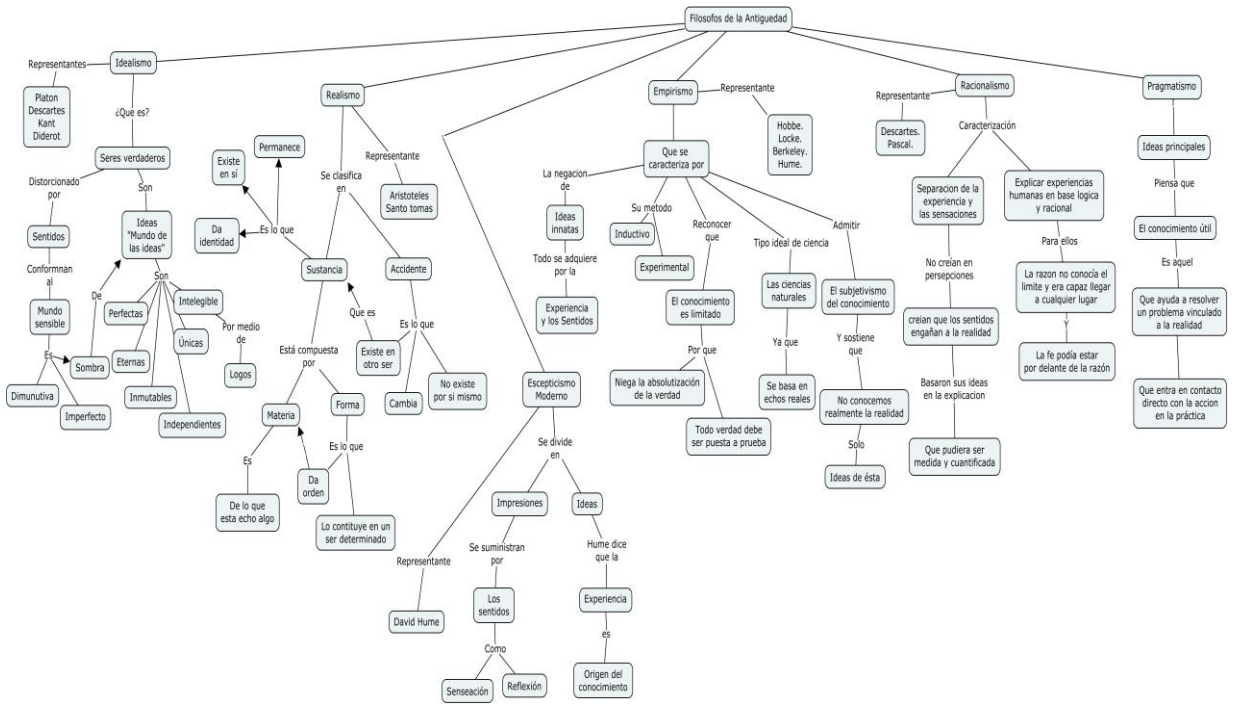 Filosofos de la Antiguedad
Representantes
Idealismo
Platon
Descartes
Kant
Diderot
¿Que es?
Seres verdaderos
Distorcionado
por
Son
Sentidos
Ideas
"Mundo de
las ideas"
Conformnan
al
Mundo
sensible
Es
Dimunutiva
Imperfecto
Sombra
De
Son
Perfectas
Eternas
Inmutables
Independientes
Únicas
Intelegible
Por medio
de
Logos
Realismo
Representante
Aristoteles
Santo tomas
Se clasifica
en
Sustancia
Accidente
Es lo que
Existe
en sí
Permanece
Da
identidad
Que es
Existe en
otro ser
Es lo que
Cambia
No existe
por si mismo
Está compuesta
por
Materia
Forma
Es
De lo que
esta echo algo
Es lo que
Da
orden
Lo contituye en un
ser determinado
Escepticismo
Moderno
Representante
David Hume
Se divide
en
Impresiones
Ideas
Se suministran
por
Los
sentidos
Como
Senseación
Reflexión
Hume dice
que la
Experiencia
es
Origen del
conocimiento
Empirismo
Representante
Hobbe.
Locke.
Berkeley.
Hume.
Que se
caracteriza por
La negacion
de
Ideas
innatas
Todo se adquiere
por la
Experiencia
y los Sentidos
Su metodo
Inductivo
Experimental
Reconocer
que
El conocimiento
es limitado
Por que
Niega la absolutización
de la verdad
Todo verdad debe
ser puesta a prueba
Tipo ideal de ciencia
Las ciencias
naturales
Ya que
Se basa en
echos reales
Admitir
El subjetivismo
del conocimiento
Y sostiene
que
No conocemos
realmente la realidad
Solo
Ideas de ésta
Racionalismo
Representante
Descartes.
Pascal.
Caracterización
Separacion de la
experiencia y
las sensaciones
No creían en
persepciones
creian que los sentidos
engañan a la realidad
Basaron sus ideas
en la explicacion
Que pudiera ser
medida y cuantificada
Explicar experiencias
humanas en base logica
y racional
Para ellos
La razon no conocía el
limite y era capaz llegar
a cualquier lugar
Y
La fe podía estar
por delante de la razón
Pragmatismo
Ideas principales
Piensa que
El conocimiento útil
Es aquel
Que ayuda a resolver
un problema vinculado
a la realidad
Que entra en contacto
directo con la accion
en la práctica